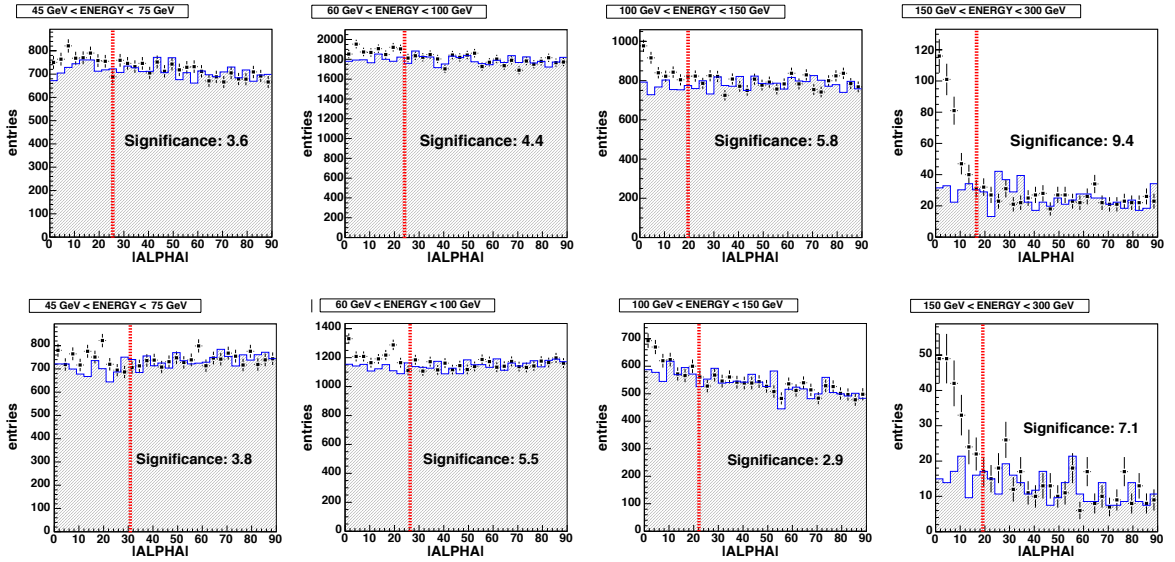 45 GeV < ENERGY < 75 GeV
entries
800
700
600
500
400
300
200
100
0
Significance: 3.6
0 10 20 30 40 50 60 70 80 90
|ALPHA|
60 GeV < ENERGY < 100 GeV
entries
2000
1800
1600
1400
1200
1000
800
600
400
200
0
Significance: 4.4
0 10 20 30 40 50 60 70 80 90
|ALPHA|
100 GeV < ENERGY < 150 GeV
entries
1000
800
600
400
200
0
Significance: 5.8
0 10 20 30 40 50 60 70 80 90
|ALPHA|
150 GeV < ENERGY < 300 GeV
entries
120
100
80
60
40
20
0
Significance: 9.4
0 10 20 30 40 50 60 70 80 90
|ALPHA|
45 GeV < ENERGY < 75 GeV
entries
800
700
600
500
400
300
200
100
0
Significance: 3.8
0 10 20 30 40 50 60 70 80 90
|ALPHA|
60 GeV < ENERGY < 100 GeV
entries
1400
1200
1000
800
600
400
200
0
Significance: 5.5
0 10 20 30 40 50 60 70 80 90
|ALPHA|
100 GeV < ENERGY < 150 GeV
entries
700
600
500
400
300
200
100
0
Significance: 2.9
0 10 20 30 40 50 60 70 80 90
|ALPHA|
150 GeV < ENERGY < 300 GeV
entries
50
40
30
20
10
0
Significance: 7.1
0 10 20 30 40 50 60 70 80 90
|ALPHA|